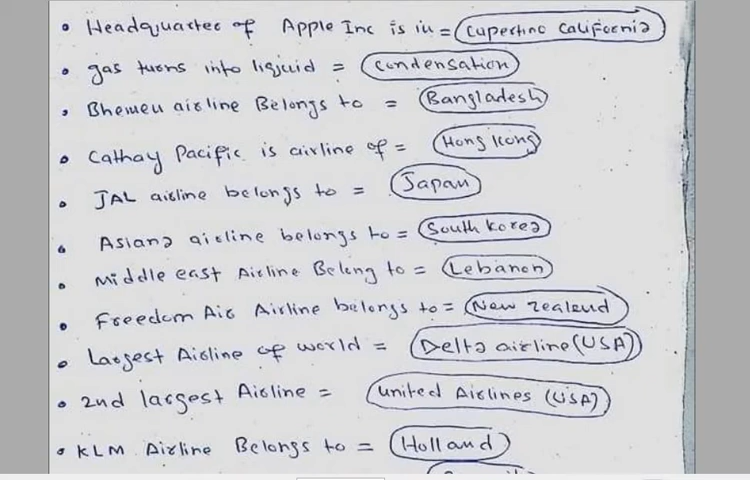 • Headquarter of Apple Inc is in = Cupertino California
• gas turns into liqjuid = Condensation
• Bhemeu airline Belongs to = Bangladesh
• Cathay Pacific is airline of = Hong Kong
• JAL airline belongs to = Japan
• Asiana airline belongs to = South Korea
• Middle east Airline Belong to = Lebanon
• Freedom Air Airline belongs to = New Zealand
• Largest Airline of world = Delta airline (USA)
• 2nd largest Airline = United Airlines (USA)
• KLM Airline Belongs to = Holland